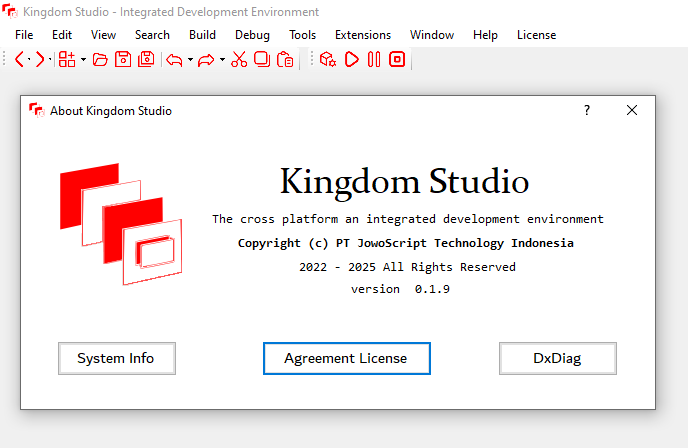 Kingdom Studio - Integrated Development Environment
File Edit View Search Build Debug Tools Extensions Window Help License
About Kingdom Studio ?
Kingdom Studio
The cross platform an integrated development environment
Copyright (c) PT JowoScript Technology Indonesia
2022 - 2025 All Rights Reserved
version 0.1.9
System Info Agreement License DxDiag